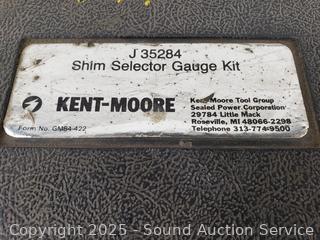 J 35284
Shim Selector Gauge Kit
KENT-MOORE
Kent-Moore Tool Group
Sealed Power Corporation
29784 Little Mack
Roseville, MI 48066-2298
Telephone 313-774-9500
Form No. GM84-422
Copyright 2025 - Sound Auction Service